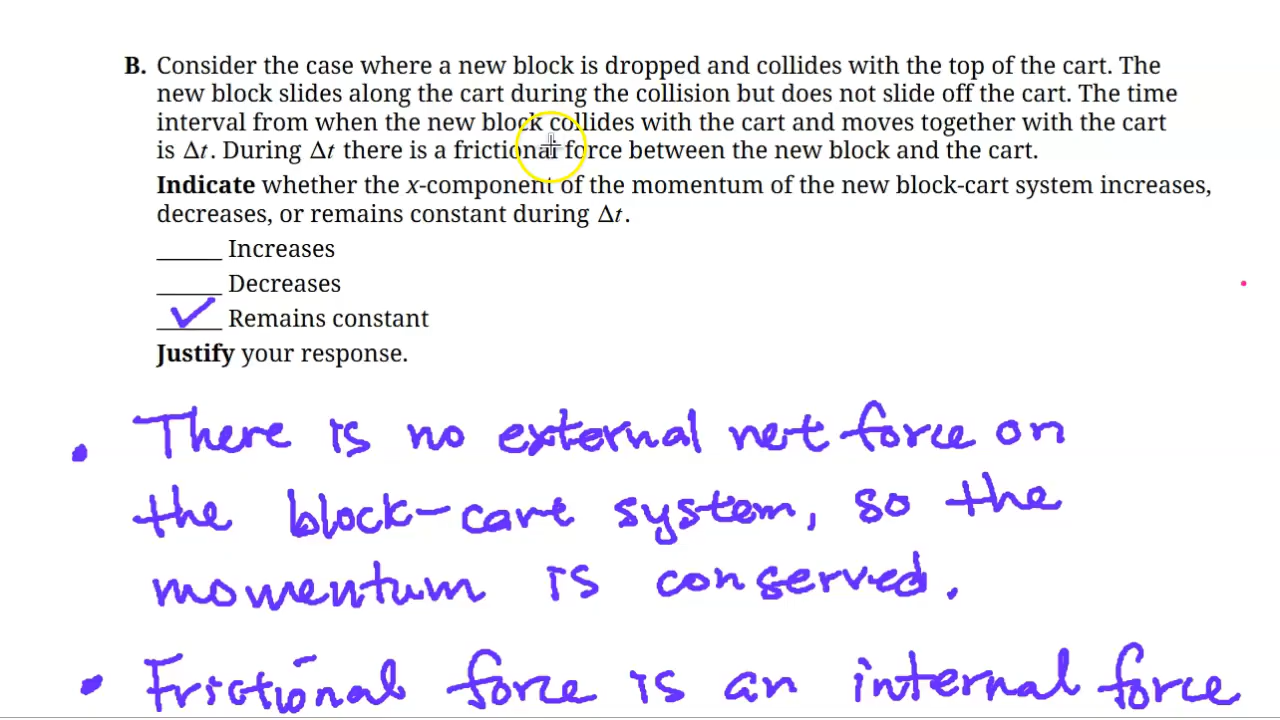 B. Consider the case where a new block is dropped and collides with the top of the cart. The
new block slides along the cart during the collision but does not slide off the cart. The time
interval from when the new block collides with the cart and moves together with the cart
is Δt. During Δt there is a frictional force between the new block and the cart.
Indicate whether the x-component of the momentum of the new block-cart system increases,
decreases, or remains constant during Δt.
_____ Increases
_____ Decreases
__✓__ Remains constant
Justify your response.
• There is no external net force on
the block-cart system, so the
momentum is conserved.
• Frictional force is an internal force